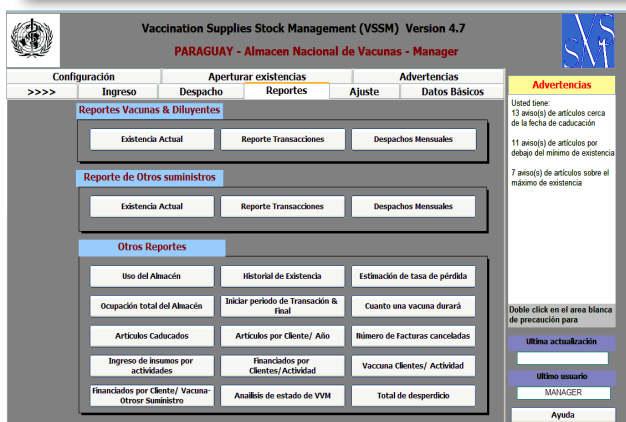 Vaccination Supplies Stock Management (VSSM) Version 4.7
PARAGUAY - Almacen Nacional de Vacunas - Manager
Configuración
Aperturar existencias
Advertencias
>>>>
Ingreso
Despacho
Reportes
Ajuste
Datos Básicos
Reportes Vacunas & Diluyentes
Existencia Actual
Reporte Transacciones
Despachos Mensuales
Reporte de Otros suministros
Existencia Actual
Reporte Transacciones
Despachos Mensuales
Otros Reportes
Uso del Almacén
Historial de Existencia
Estimación de tasa de pérdida
Ocupación total del Almacén
Iniciar periodo de Transación &
Final
Cuanto una vacuna durará
Artículos Caducados
Artículos por Cliente/ Año
Número de Facturas canceladas
Ingreso de insumos por
actividades
Financiados por
Clientes/Actividad
Vaccuna Clientes/ Actividad
Financiados por Cliente/ Vacuna-
Otrosr Suministro
Anailisis de estado de VVM
Total de desperdicio
Advertencias
Usted tiene:
13 aviso(s) de artículos cerca
de la fecha de caducación
11 aviso(s) de artículos por
debajo del mínimo de existencia
7 aviso(s) de artículos sobre el
máximo de existencia
Doble click en el area blanca
de precaución para
Ultima actualización
Ultimo usuario
MANAGER
Ayuda